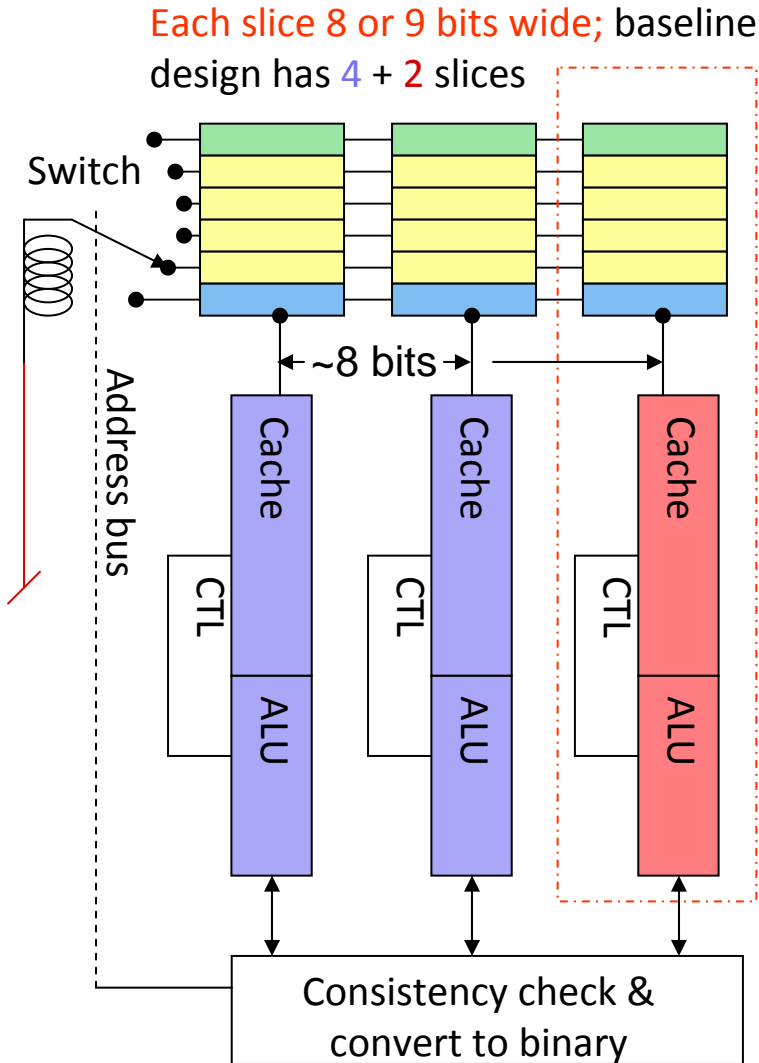 Each slice 8 or 9 bits wide; baseline
design has 4 + 2 slices
Switch
~8 bits
Address bus
Cache
Cache
Cache
CTL
CTL
CTL
ALU
ALU
ALU
Consistency check &
convert to binary